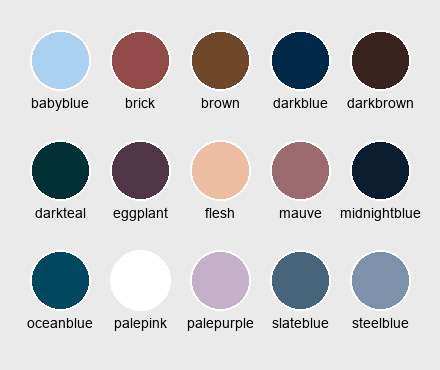 babyblue brick brown darkblue darkbrown
darkteal eggplant flesh mauve midnightblue
oceanblue palepink palepurple slateblue steelblue